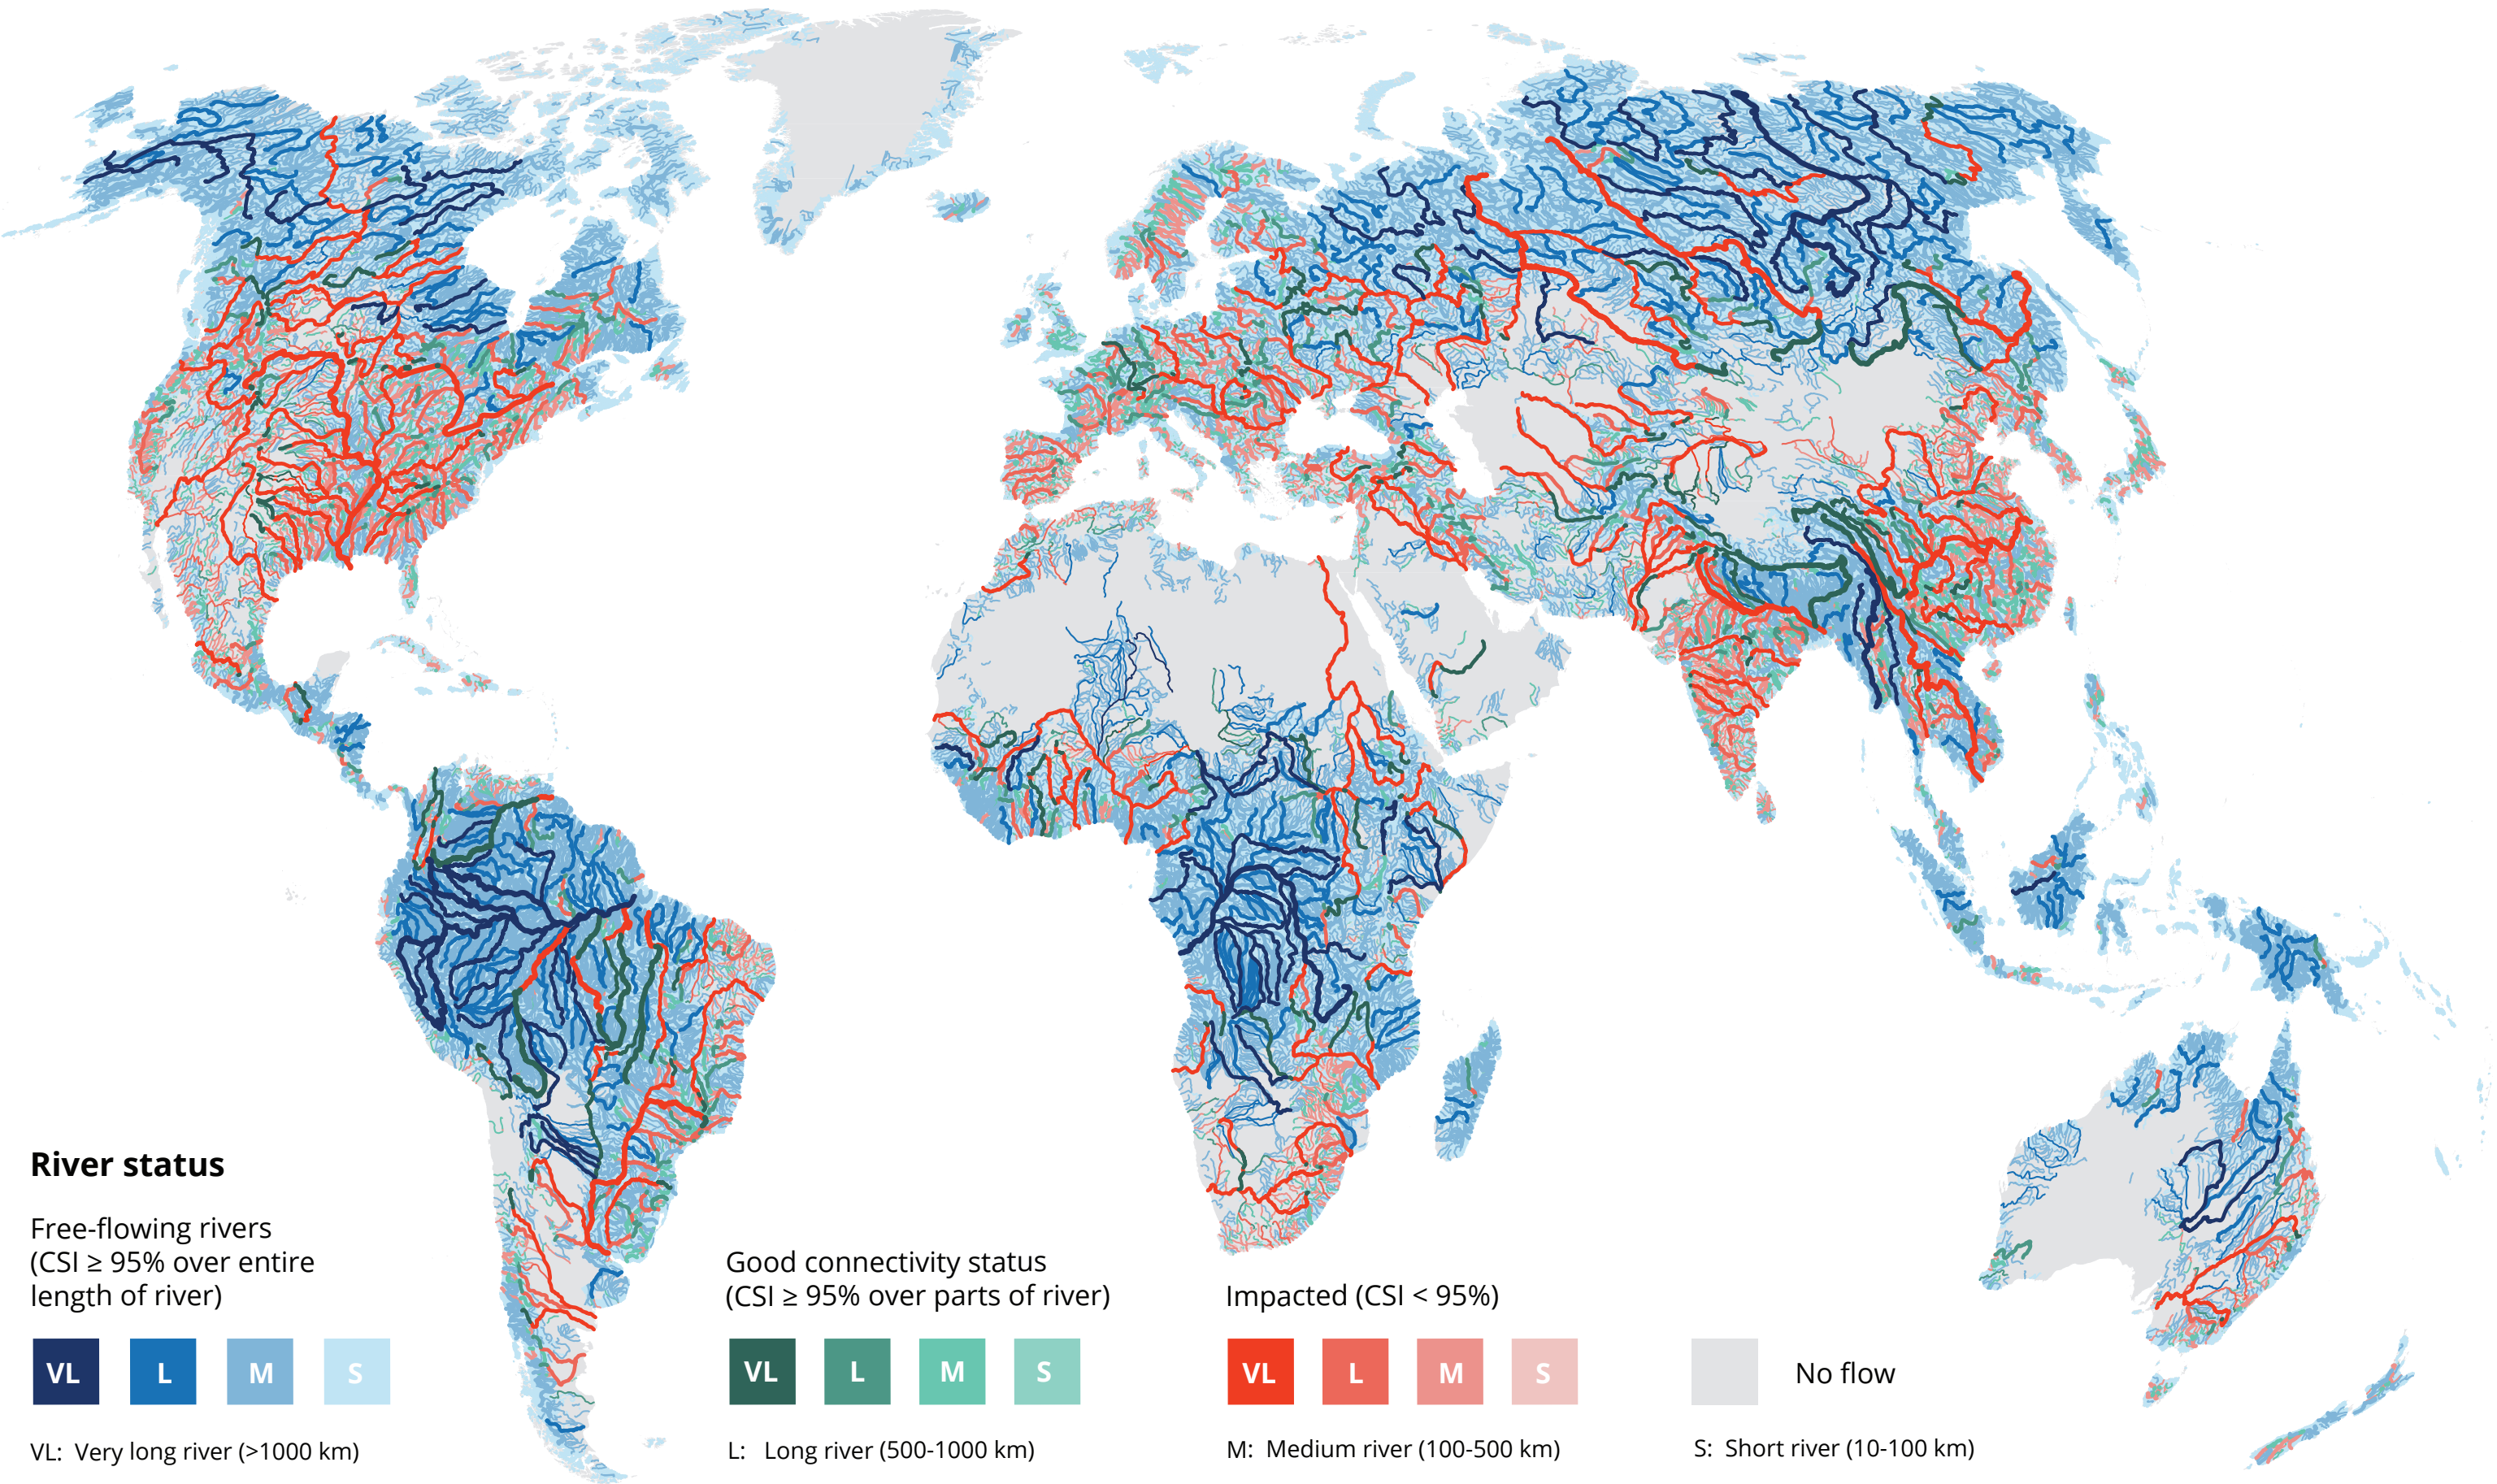 River status
Free-flowing rivers
(CSI ≥ 95% over entire
length of river)
VL L M S
VL: Very long river (>1000 km)
Good connectivity status
(CSI ≥ 95% over parts of river)
VL L M S
L: Long river (500-1000 km)
Impacted (CSI < 95%)
VL L M S
M: Medium river (100-500 km)
No flow
S: Short river (10-100 km)